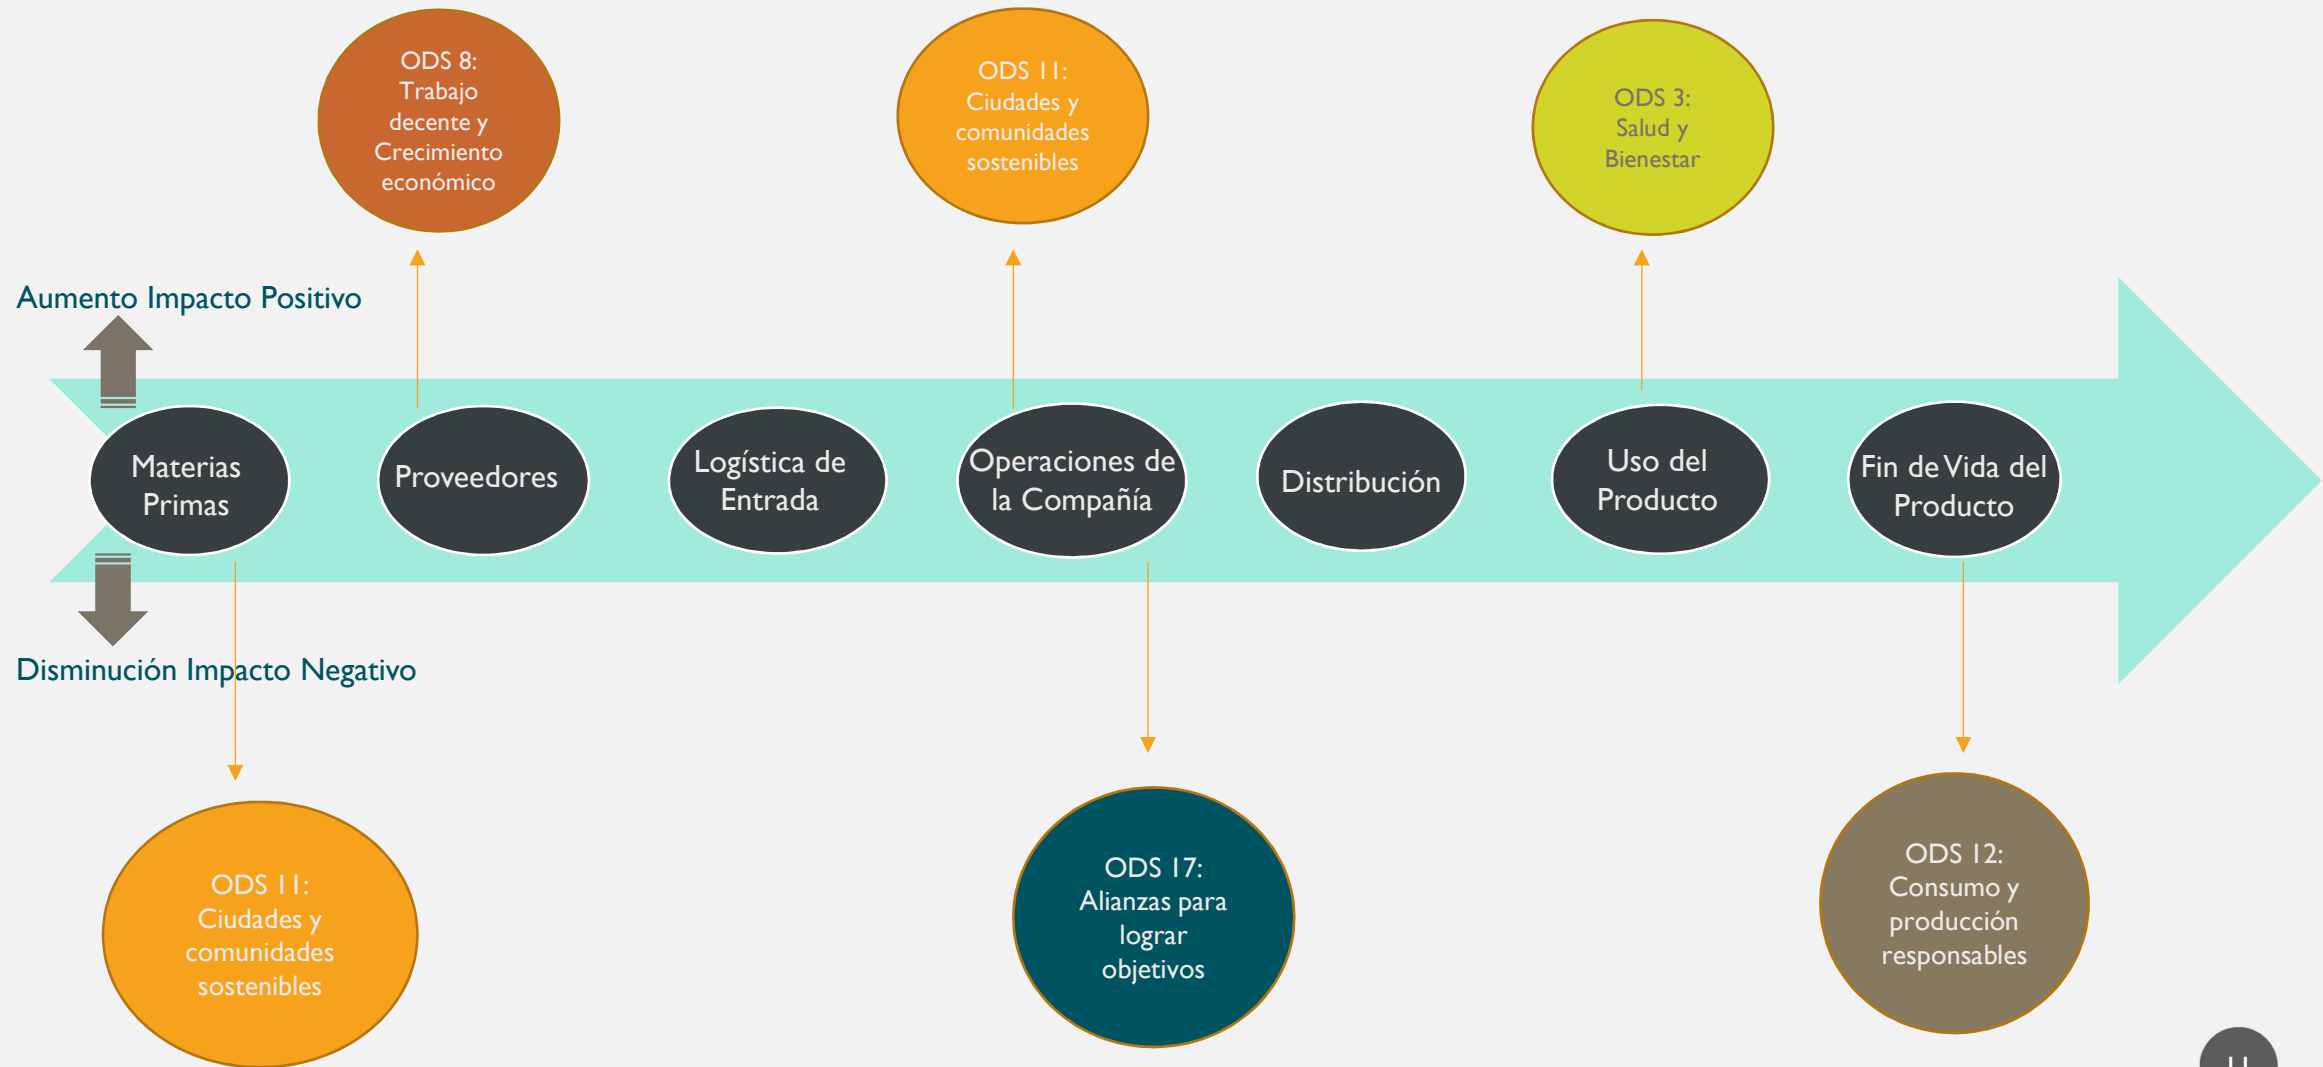 ODS 8:
Trabajo
decente y
Crecimiento
económico
ODS 11:
Ciudades y
comunidades
sostenibles
ODS 3:
Salud y
Bienestar
Aumento Impacto Positivo
Materias
Primas
Proveedores
Logística de
Entrada
Operaciones de
la Compañía
Distribución
Uso del
Producto
Fin de Vida del
Producto
Disminución Impacto Negativo
ODS 11:
Ciudades y
comunidades
sostenibles
ODS 17:
Alianzas para
lograr
objetivos
ODS 12:
Consumo y
producción
responsables